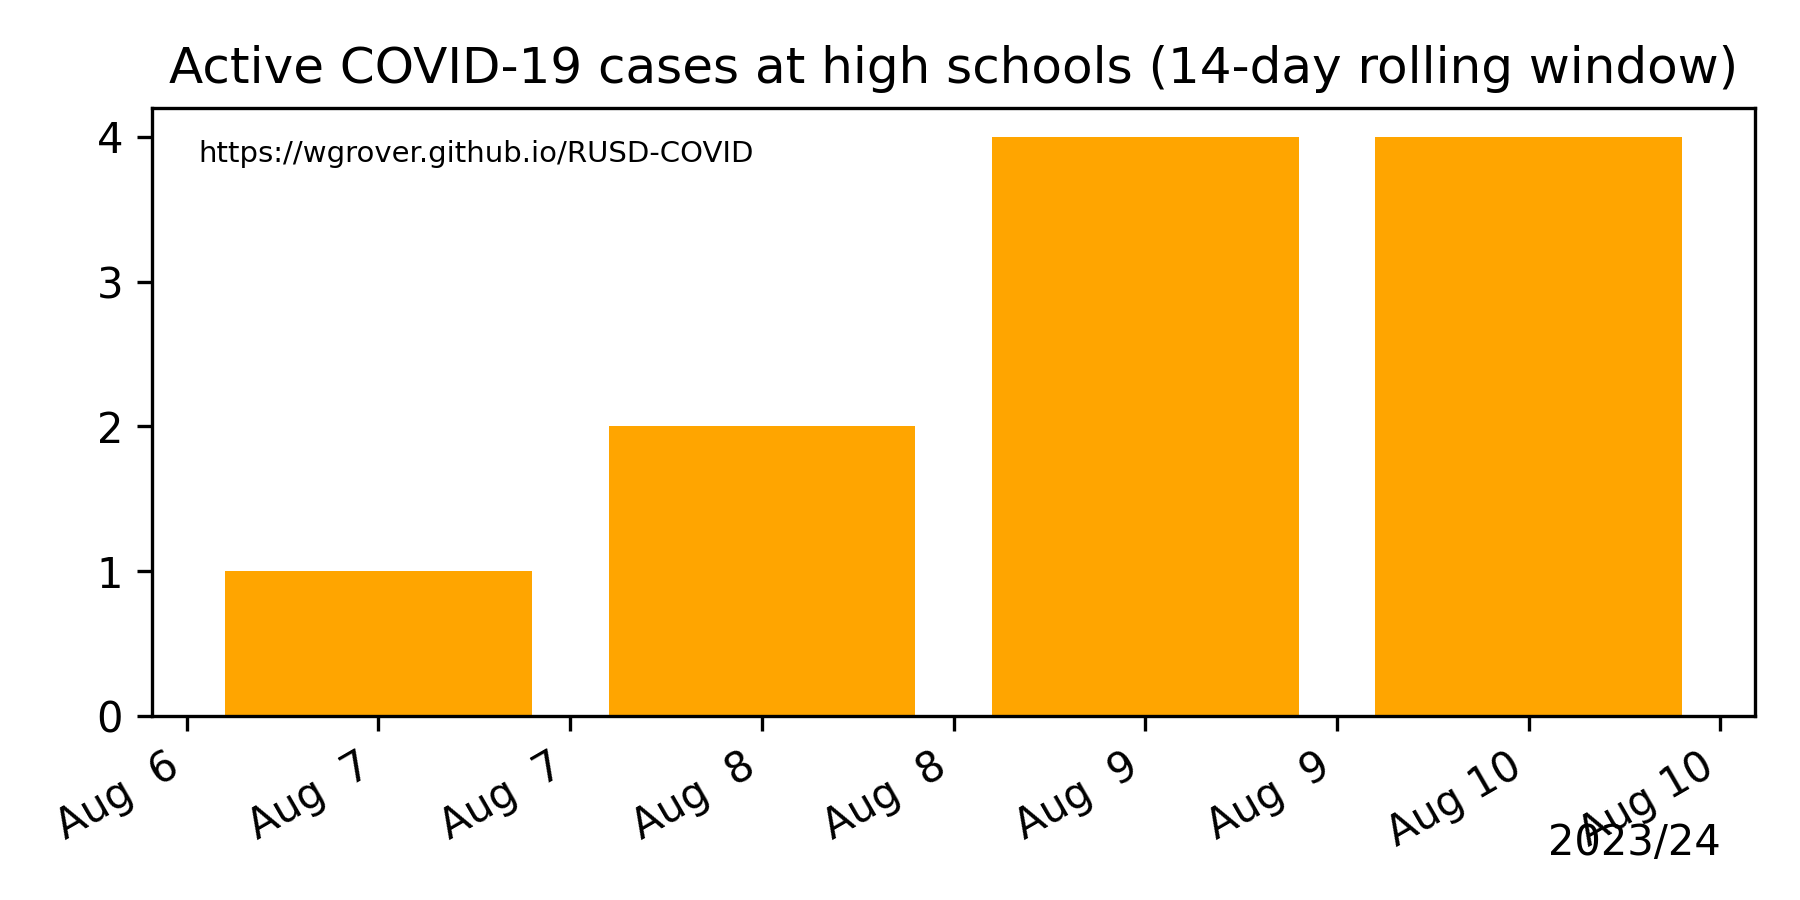 Active COVID-19 cases at high schools (14-day rolling window)
https://wgrover.github.io/RUSD-COVID
4
3
2
1
0
Aug 6
Aug 7
Aug 7
Aug 8
Aug 8
Aug 9
Aug 9
Aug 10
Aug 10
2023/24